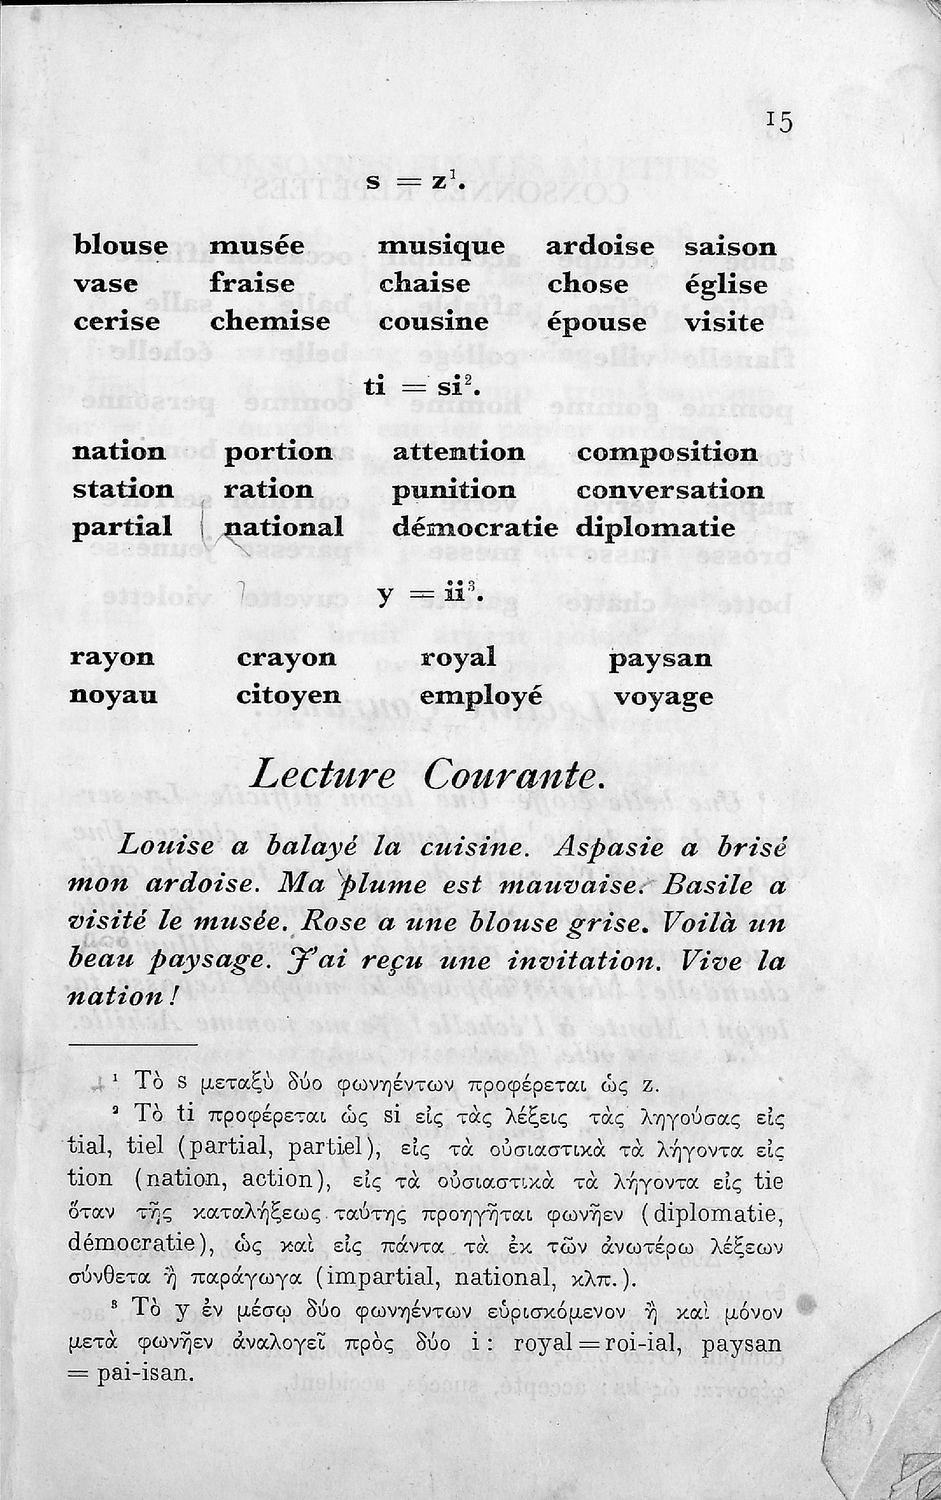 15
s = z¹.
blouse musée musique ardoise saison
vase fraise chaise chose église
cerise chemise cousine épouse visite
ti = si².
nation portion attention composition
station ration punition conversation
partial national démocratie diplomatie
y = ii³.
rayon crayon royal paysan
noyau citoyen employé voyage
Lecture Courante.
Louise a balayé la cuisine. Aspasie a brisé
mon ardoise. Ma plume est mauvaise. Basile a
visité le musée. Rose a une blouse grise. Voilà un
beau paysage. J'ai reçu une invitation. Vive la
nation !
¹ Τὸ s μεταξὺ δύο φωνηέντων προφέρεται ὡς z.
² Τὸ ti προφέρεται ὡς si εἰς τὰς λέξεις τὰς ληγούσας εἰς
tial, tiel (partial, partiel), εἰς τὰ οὐσιαστικὰ τὰ λήγοντα εἰς
tion (nation, action), εἰς τὰ οὐσιαστικὰ τὰ λήγοντα εἰς tie
ὅταν τῆς καταλήξεως ταύτης προηγῆται φωνῆεν (diplomatie,
démocratie), ὡς καὶ εἰς πάντα τὰ ἐκ τῶν ἀνωτέρω λέξεων
σύνθετα ἢ παράγωγα (impartial, national, κλπ.).
³ Τὸ y ἐν μέσῳ δύο φωνηέντων εὑρισκόμενον ἢ καὶ μόνον
μετὰ φωνῆεν ἀναλογεῖ πρὸς δύο i : royal = roi-ial, paysan
= pai-isan.